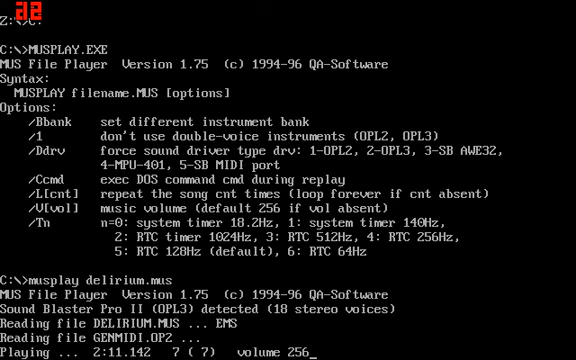 Z:\>C:
C:\>MUSPLAY.EXE
MUS File Player  Version 1.75  (c) 1994-96 QA-Software
Syntax:
  MUSPLAY filename.MUS [options]
Options:
    /Bbank    set different instrument bank
    /1        don't use double-voice instruments (OPL2, OPL3)
    /Ddrv     force sound driver type drv: 1-OPL2, 2-OPL3, 3-SB AWE32,
              4-MPU-401, 5-SB MIDI port
    /Ccmd     exec DOS command cmd during replay
    /L[cnt]   repeat the song cnt times (loop forever if cnt absent)
    /V[vol]   music volume (default 256 if vol absent)
    /Tn       n=0: system timer 18.2Hz, 1: system timer 140Hz,
                2: RTC timer 1024Hz, 3: RTC 512Hz, 4: RTC 256Hz,
                5: RTC 128Hz (default), 6: RTC 64Hz
C:\>musplay delirium.mus
MUS File Player  Version 1.75  (c) 1994-96 QA-Software
Sound Blaster Pro II (OPL3) detected (18 stereo voices)
Reading file DELIRIUM.MUS ... EMS
Reading file GENMIDI.OP2 ...
Playing ...  2:11.142   7 ( 7)   volume 256_